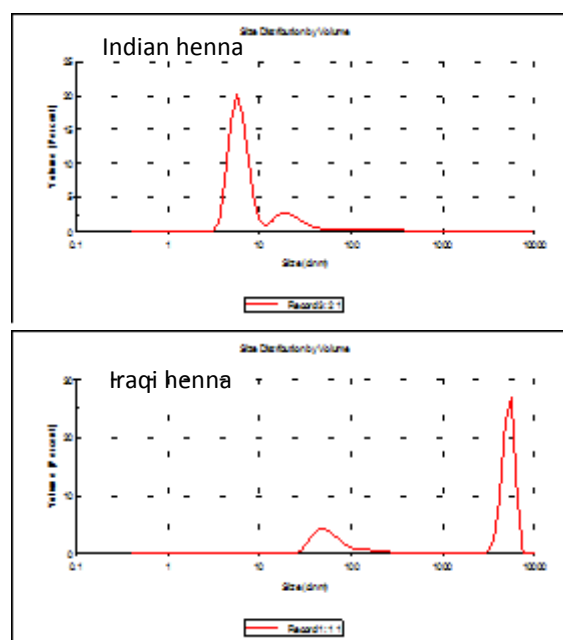 Indian henna
Size Distribution by Volume
Volume (Percent)
25
20
15
10
5
0
0.1 1 10 100 1000 10000
Size (d.nm)
Iraqi henna
Size Distribution by Volume
Volume (Percent)
30
20
10
0
0.1 1 10 100 1000 10000
Size (d.nm)